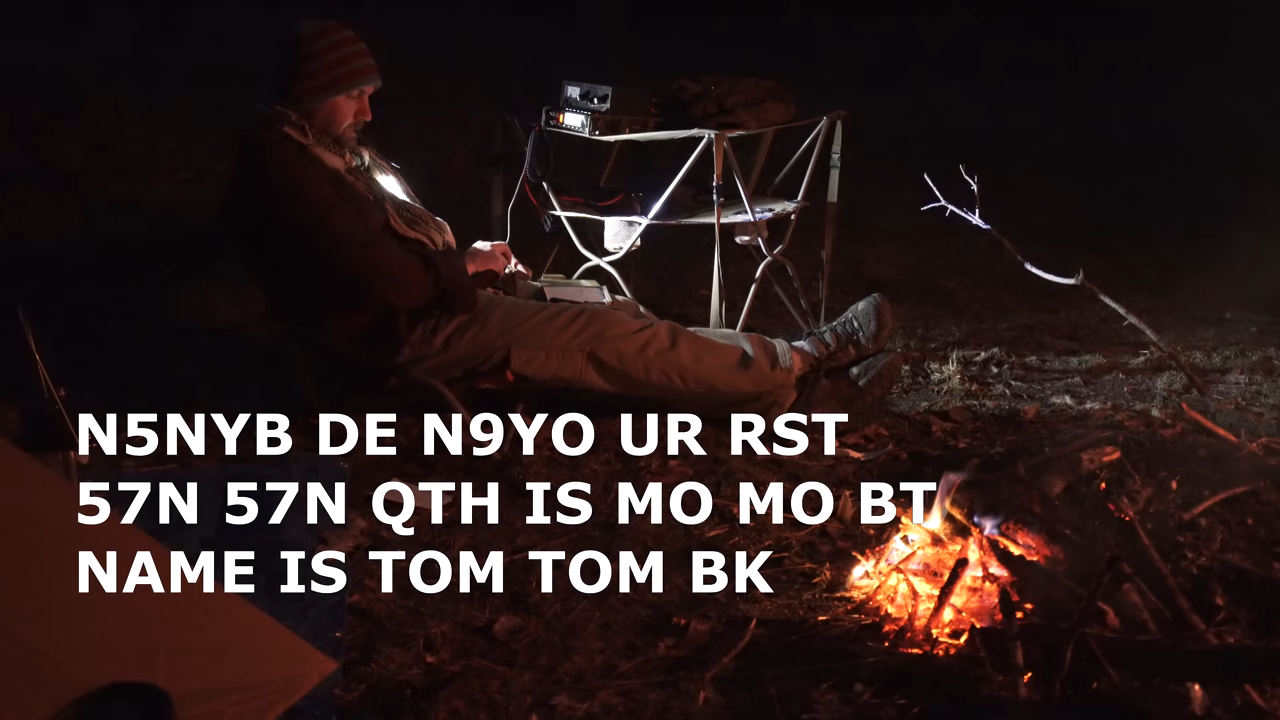 N5NYB DE N9YO UR RST
57N 57N QTH IS MO MO BT
NAME IS TOM TOM BK